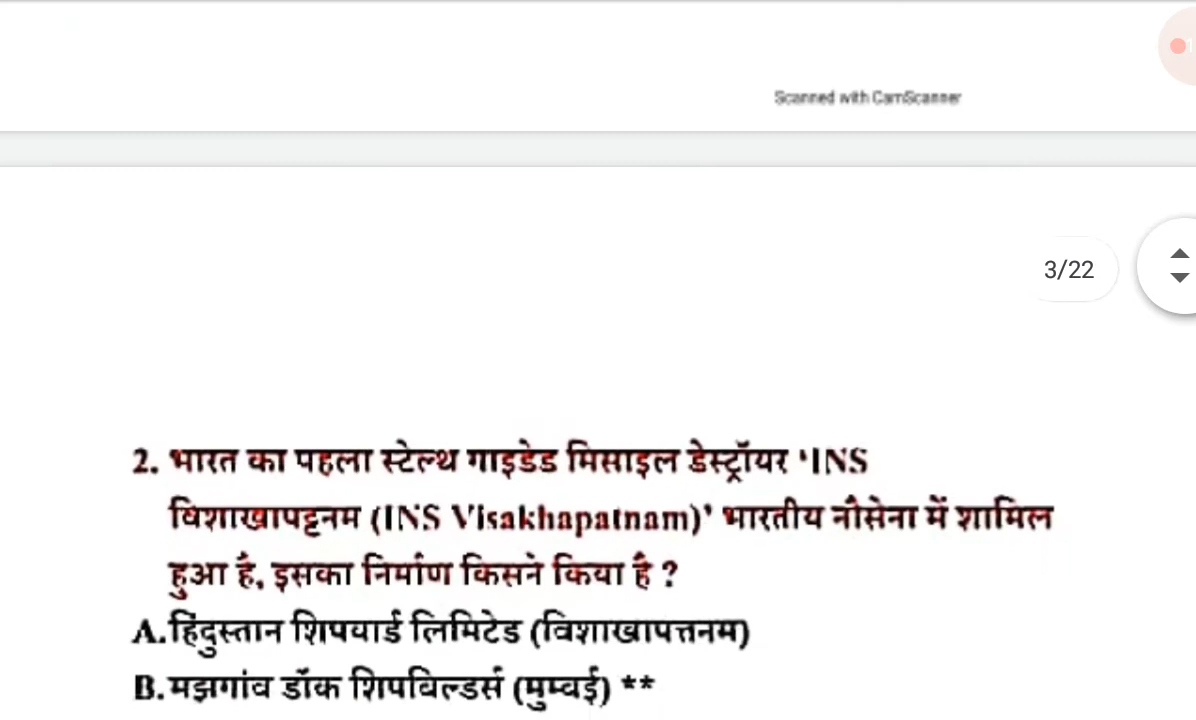 Scanned with CamScanner
3/22
2. भारत का पहला स्टेल्थ गाइडेड मिसाइल डेस्ट्रॉयर 'INS
विशाखापट्टनम (INS Visakhapatnam)' भारतीय नौसेना में शामिल
हुआ है, इसका निर्माण किसने किया है ?
A.हिंदुस्तान शिपयार्ड लिमिटेड (विशाखापत्तनम)
B.मझगांव डॉक शिपबिल्डर्स (मुम्बई) **